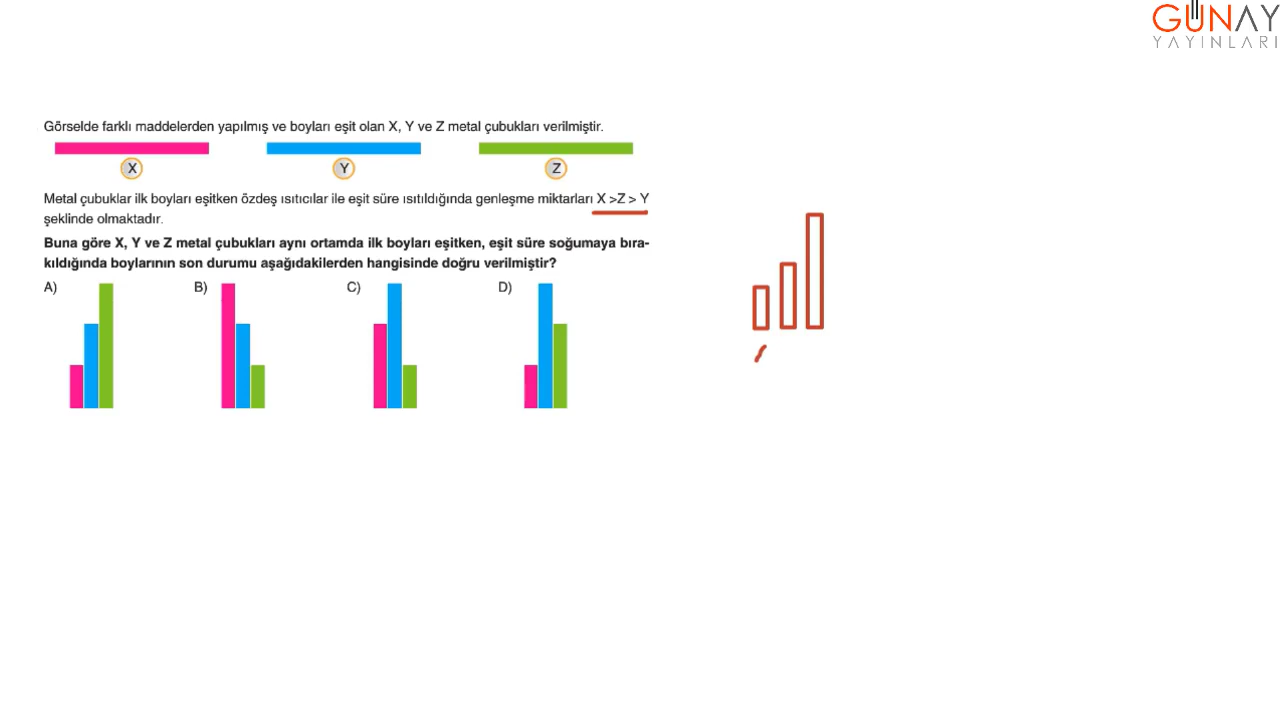 GÜNAY
YAYINLARI
Görselde farklı maddelerden yapılmış ve boyları eşit olan X, Y ve Z metal çubukları verilmiştir.
X Y Z
Metal çubuklar ilk boyları eşitken özdeş ısıtıcılar ile eşit süre ısıtıldığında genleşme miktarları X >Z > Y
şeklinde olmaktadır.
Buna göre X, Y ve Z metal çubukları aynı ortamda ilk boyları eşitken, eşit süre soğumaya bıra-
kıldığında boylarının son durumu aşağıdakilerden hangisinde doğru verilmiştir?
A) B) C) D)